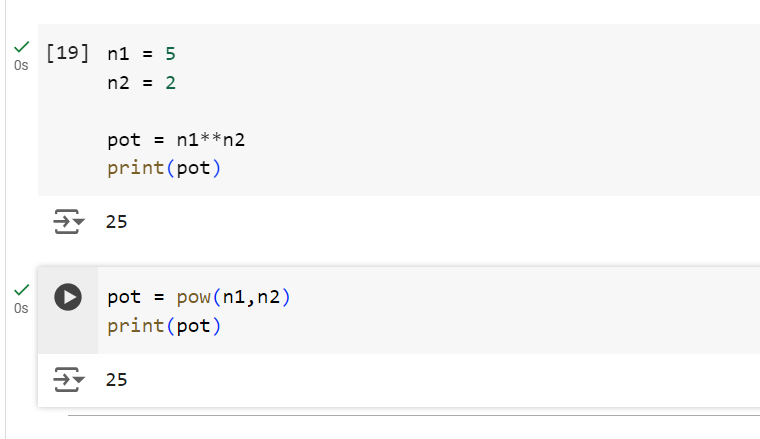 [19] n1 = 5
0s
n2 = 2
pot = n1**n2
print(pot)
25
pot = pow(n1,n2)
0s
print(pot)
25